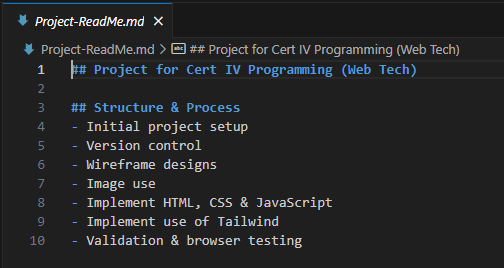 Project-ReadMe.md
Project-ReadMe.md > ## Project for Cert IV Programming (Web Tech)
1 ## Project for Cert IV Programming (Web Tech)
2
3 ## Structure & Process
4 - Initial project setup
5 - Version control
6 - Wireframe designs
7 - Image use
8 - Implement HTML, CSS & JavaScript
9 - Implement use of Tailwind
10 - Validation & browser testing